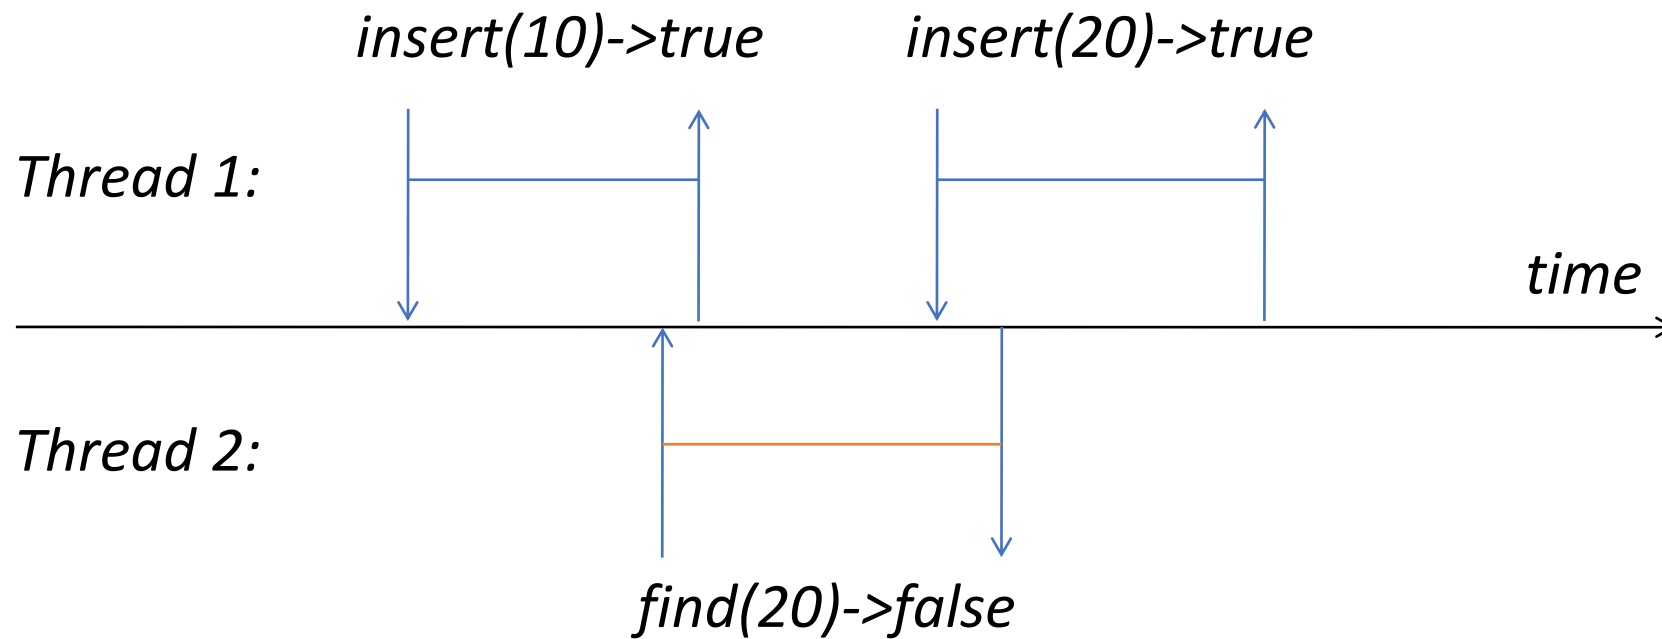 insert(10)->true insert(20)->true
Thread 1:
time
Thread 2:
find(20)->false